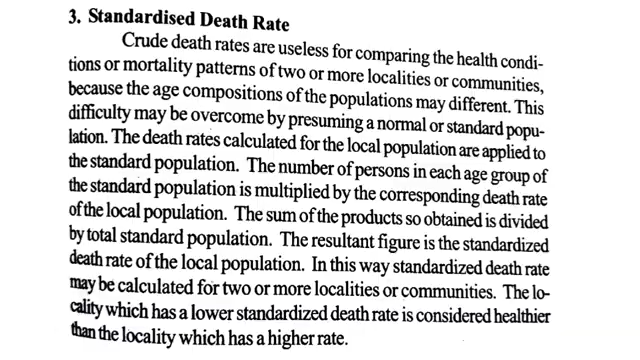 3. Standardised Death Rate
Crude death rates are useless for comparing the health condi-
tions or mortality patterns of two or more localities or communities,
because the age compositions of the populations may different. This
difficulty may be overcome by presuming a normal or standard popu-
lation. The death rates calculated for the local population are applied to
the standard population. The number of persons in each age group of
the standard population is multiplied by the corresponding death rate
of the local population. The sum of the products so obtained is divided
by total standard population. The resultant figure is the standardized
death rate of the local population. In this way standardized death rate
may be calculated for two or more localities or communities. The lo-
cality which has a lower standardized death rate is considered healthier
than the locality which has a higher rate.